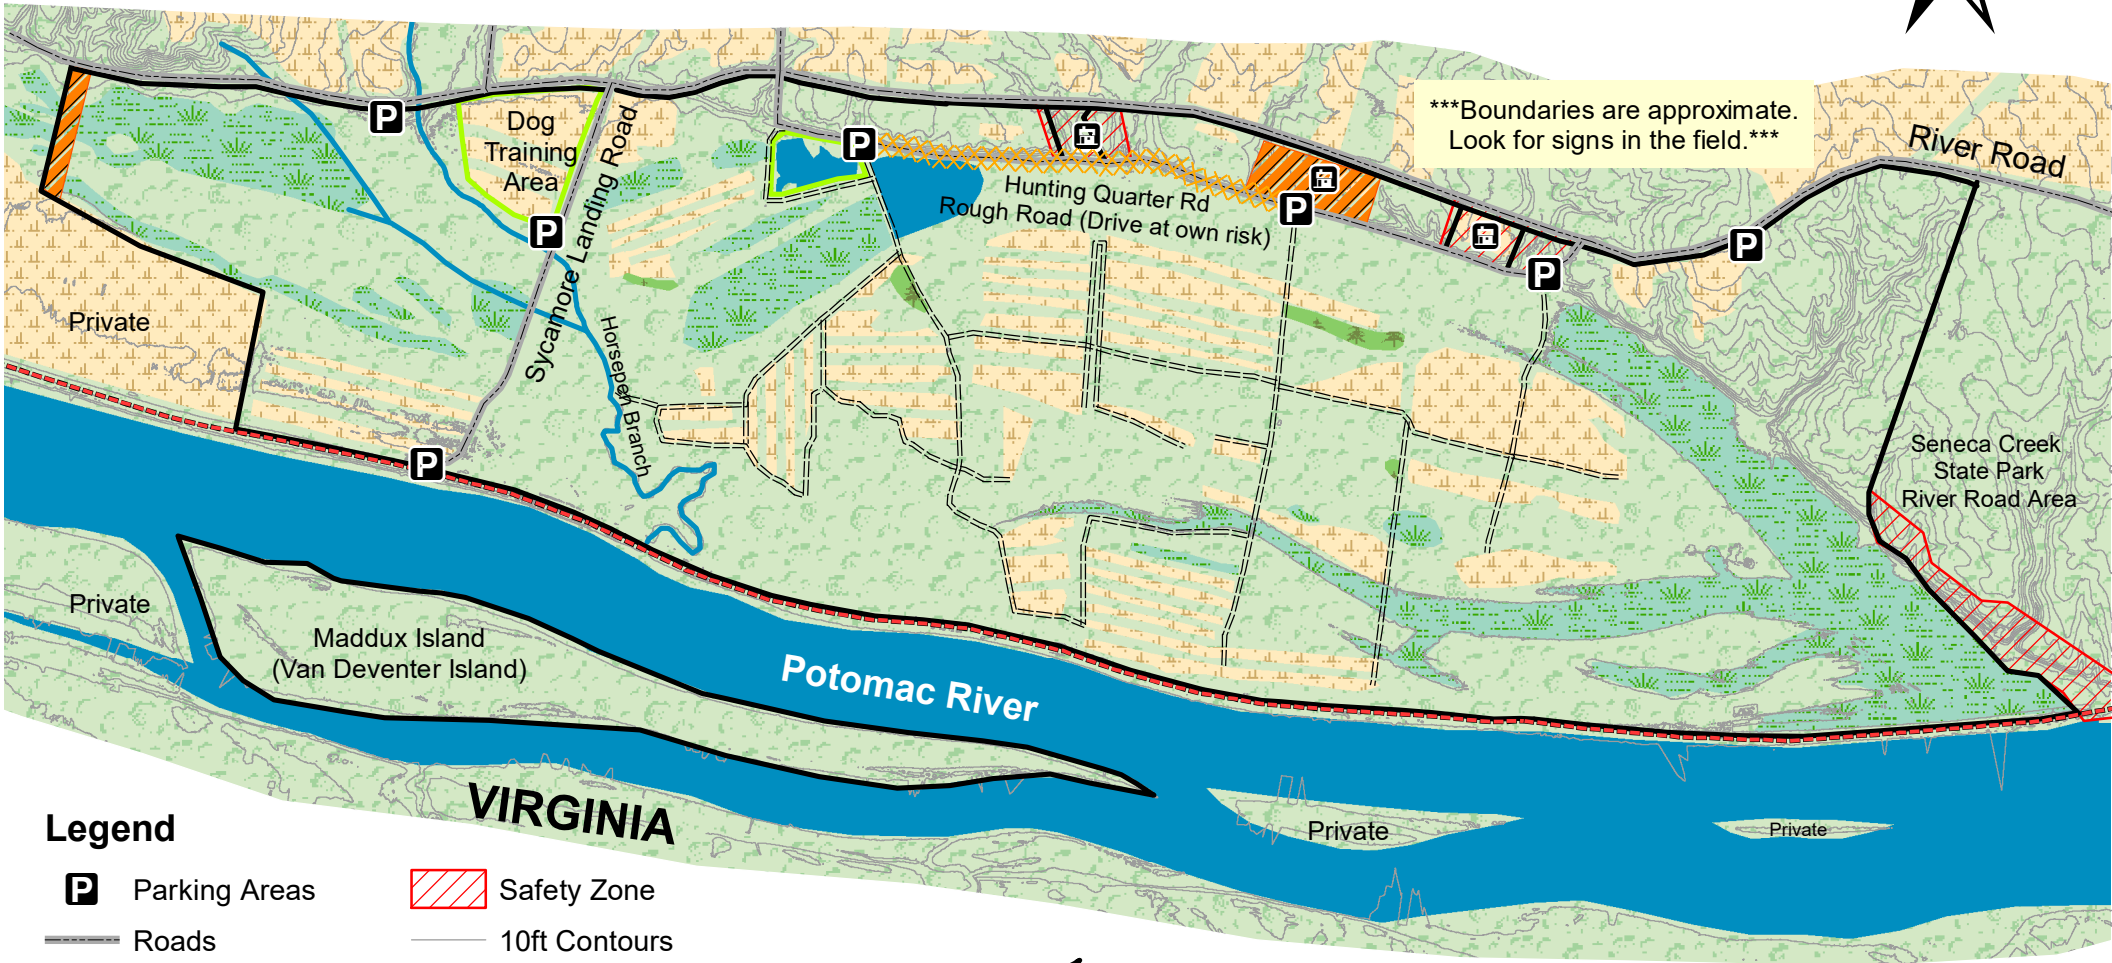 ***Boundaries are approximate.
Look for signs in the field.***
River Road
P
Dog
Training
Area
P
Sycamore Landing Road
P
Hunting Quarter Rd
Rough Road (Drive at own risk)
P
P
P
P
Private
Horsepen Branch
P
Seneca Creek
State Park
River Road Area
Private
Maddux Island
(Van Deventer Island)
Potomac River
VIRGINIA
Private
Private
Legend
P Parking Areas
Safety Zone
Roads
10ft Contours